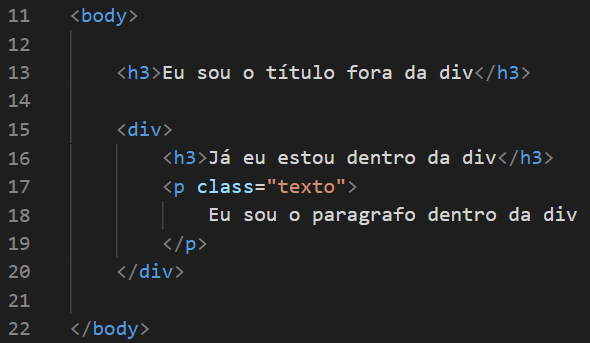 11 <body>
12
13 <h3>Eu sou o título fora da div</h3>
14
15 <div>
16 <h3>Já eu estou dentro da div</h3>
17 <p class="texto">
18 Eu sou o paragrafo dentro da div
19 </p>
20 </div>
21
22 </body>